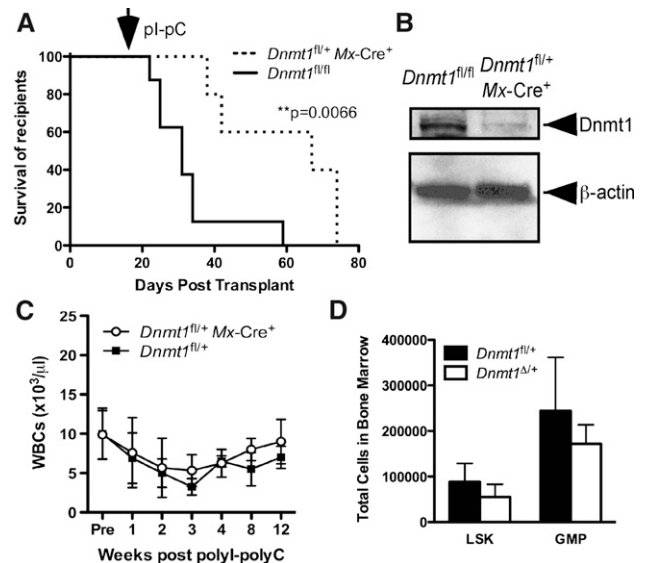 A
pI-pC
Dnmt1fl/+ Mx-Cre+
Dnmt1fl/fl
**p=0.0066
Survival of recipients
100
80
60
40
20
0
0 20 40 60 80
Days Post Transplant
B
Dnmt1fl/fl
Dnmt1fl/+
Mx-Cre+
Dnmt1
β-actin
C
Dnmt1fl/+ Mx-Cre+
Dnmt1fl/+
WBCs (x10³/µl)
25
20
15
10
5
0
Pre 1 2 3 4 8 12
Weeks post polyI-polyC
D
Dnmt1fl/+
Dnmt1Δ/+
Total Cells in Bone Marrow
400000
300000
200000
100000
0
LSK GMP